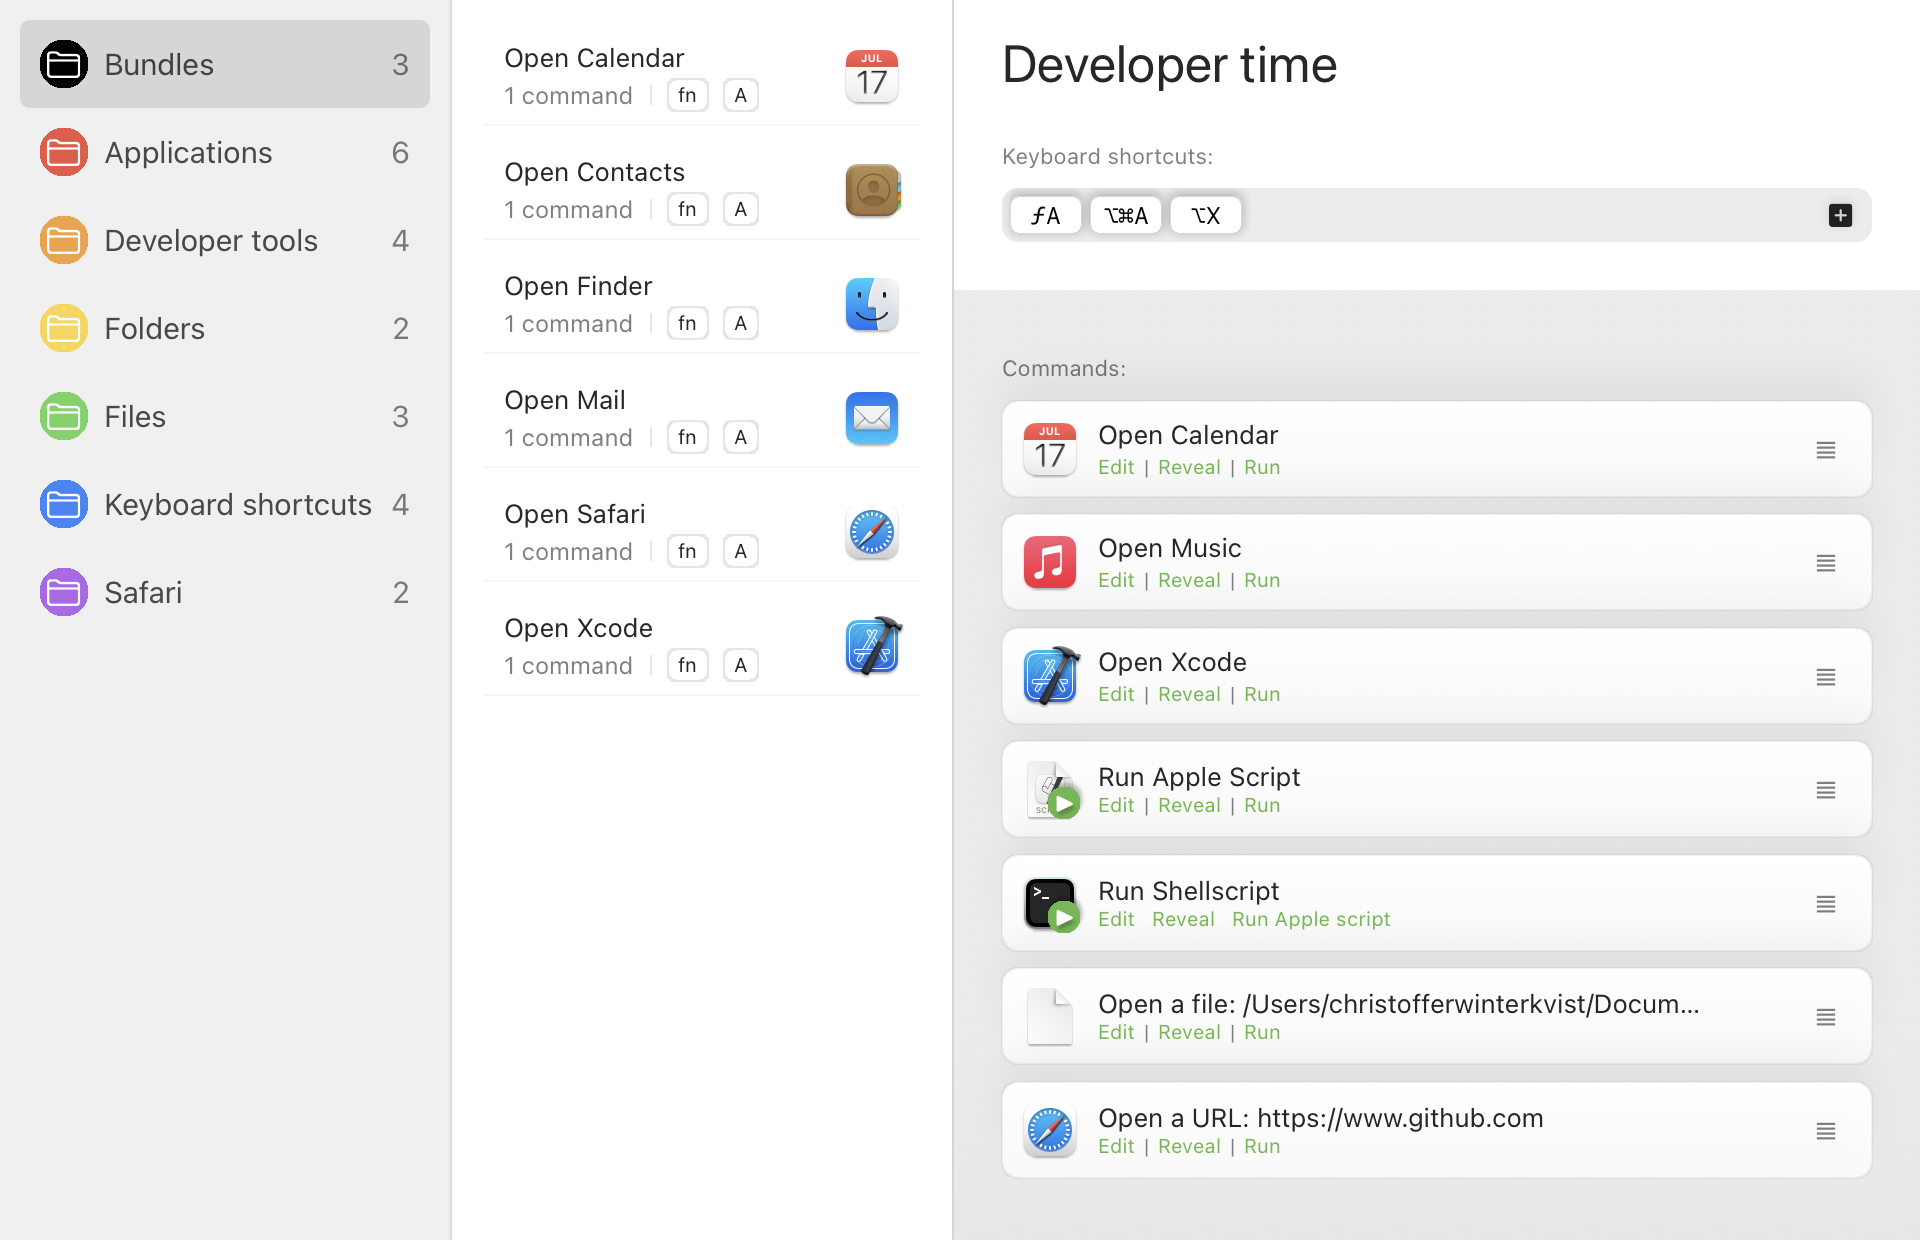 Bundles 3
Applications 6
Developer tools 4
Folders 2
Files 3
Keyboard shortcuts 4
Safari 2
Open Calendar
1 command | fn A
JUL
17
Open Contacts
1 command | fn A
Open Finder
1 command | fn A
Open Mail
1 command | fn A
Open Safari
1 command | fn A
Open Xcode
1 command | fn A
Developer time
Keyboard shortcuts:
ƒA ⌥⌘A ⌥X
Commands:
JUL
17
Open Calendar
Edit | Reveal | Run
Open Music
Edit | Reveal | Run
Open Xcode
Edit | Reveal | Run
Run Apple Script
Edit | Reveal | Run
Run Shellscript
Edit Reveal Run Apple script
>_
Open a file: /Users/christofferwinterkvist/Docum...
Edit | Reveal | Run
Open a URL: https://www.github.com
Edit | Reveal | Run